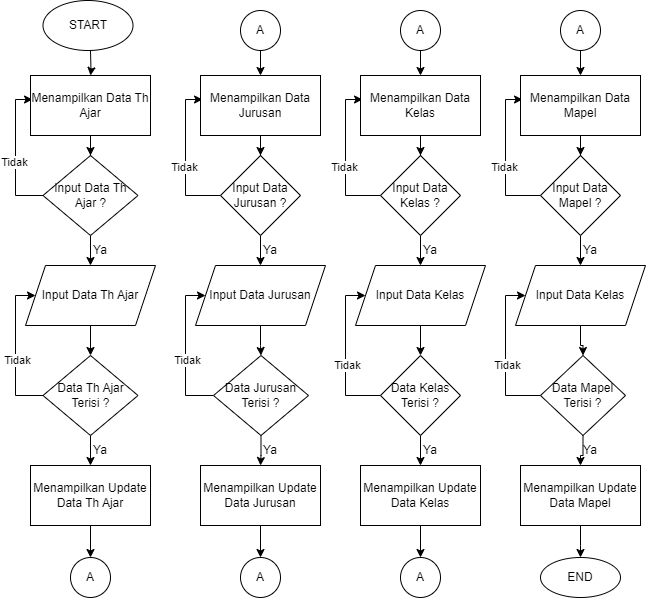 START
Menampilkan Data Th
Ajar
Tidak
Input Data Th
Ajar ?
Ya
Input Data Th Ajar
Tidak
Data Th Ajar
Terisi ?
Ya
Menampilkan Update
Data Th Ajar
A
A
Menampilkan Data
Jurusan
Tidak
Input Data
Jurusan ?
Ya
Input Data Jurusan
Tidak
Data Jurusan
Terisi ?
Ya
Menampilkan Update
Data Jurusan
A
A
Menampilkan Data
Kelas
Tidak
Input Data
Kelas ?
Ya
Input Data Kelas
Tidak
Data Kelas
Terisi ?
Ya
Menampilkan Update
Data Kelas
A
A
Menampilkan Data
Mapel
Tidak
Input Data
Mapel ?
Ya
Input Data Kelas
Tidak
Data Mapel
Terisi ?
Ya
Menampilkan Update
Data Mapel
END